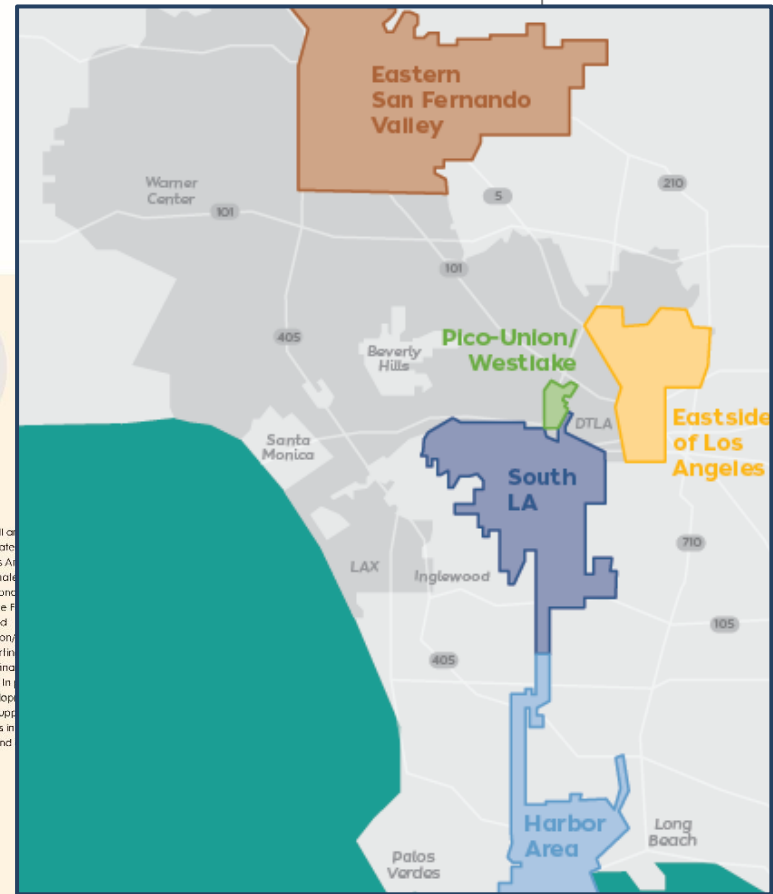 Eastern
San Fernando
Valley
Warner
Center
101
5
210
101
405
Pico-Union/
Westlake
Beverly
Hills
DTLA
Eastside
of Los
Angeles
Santa
Monica
South
LA
710
LAX
Inglewood
105
405
Harbor
Area
Long
Beach
Palos
Verdes